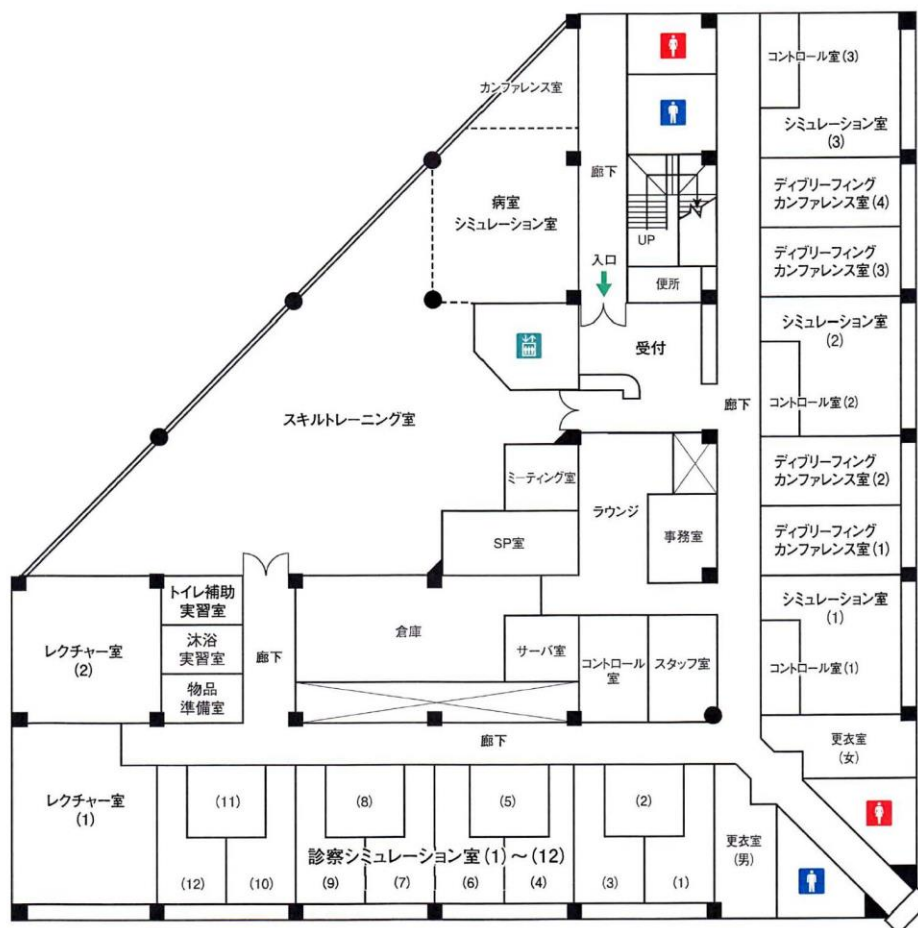 カンファレンス室
コントロール室(3)
シミュレーション室
(3)
廊下
病室
シミュレーション室
ディブリーフィング
カンファレンス室(4)
UP
入口
便所
ディブリーフィング
カンファレンス室(3)
受付
シミュレーション室
(2)
コントロール室(2)
廊下
スキルトレーニング室
ミーティング室
ラウンジ
ディブリーフィング
カンファレンス室(2)
SP室
事務室
ディブリーフィング
カンファレンス室(1)
トイレ補助
実習室
シミュレーション室
(1)
レクチャー室
(2)
沐浴
実習室
廊下
倉庫
サーバ室
コントロール
室
スタッフ室
コントロール室(1)
物品
準備室
廊下
更衣室
(女)
レクチャー室
(1)
(11)
(8)
(5)
(2)
診察シミュレーション室(1)~(12)
更衣室
(男)
(12)
(10)
(9)
(7)
(6)
(4)
(3)
(1)